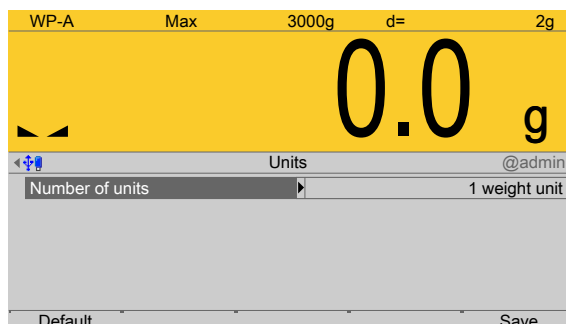 WP-A Max 3000g d= 2g
0.0 g
Units @admin
Number of units 1 weight unit
Default Save